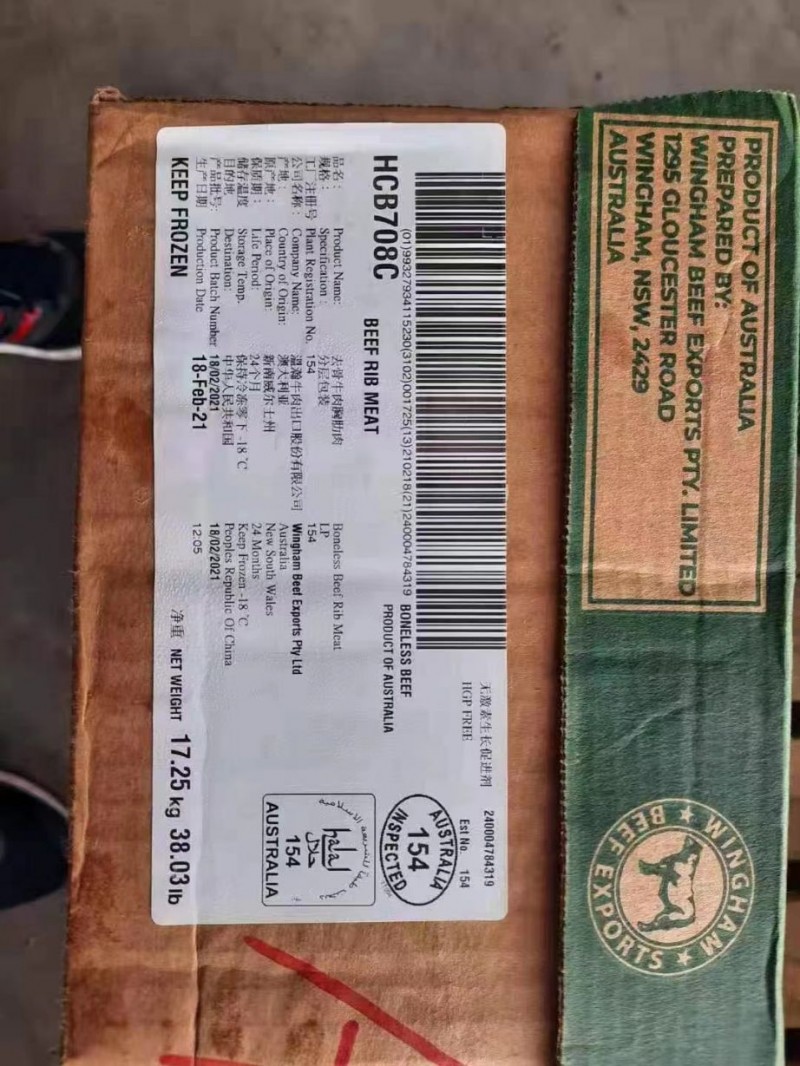 PRODUCT OF AUSTRALIA
PREPARED BY:
WINGHAM BEEF EXPORTS PTY. LIMITED
1295 GLOUCESTER ROAD
WINGHAM, NSW, 2429
AUSTRALIA
WINGHAM
BEEF EXPORTS
无激素生长促进剂 240004784319
HGP FREE Est No. 154
(01)99327934115230(3102)001725(13)210218(21)240004784319
HCB708C BONELESS BEEF
BEEF RIB MEAT PRODUCT OF AUSTRALIA
AUSTRALIA
154
INSPECTED
品名: Product Name: 去骨牛肉胸肋肉 Boneless Beef Rib Meat
规格: Specification: 分层包装 LP
工厂注册号 Plant Registration No. 154 154
公司名称: Company Name: 温瀚牛肉出口股份有限公司 Wingham Beef Exports Pty Ltd
产地: Country of Origin: 澳大利亚 Australia
原产地: Place of Origin: 新南威尔士州 New South Wales
保质期: Life Period: 24个月 24 Months
储存温度 Storage Temp. 保持冷冻零下 -18 ℃ Keep Frozen -18 ℃
目的地: Destination: 中华人民共和国 Peoples Republic Of China
产品批号: Product Batch Number 18/02/2021 18/02/2021
生产日期 Production Date 18-Feb-21 12:05
halal
حلال
154
AUSTRALIA
KEEP FROZEN 净重 NET WEIGHT 17.25 kg 38.03 lb